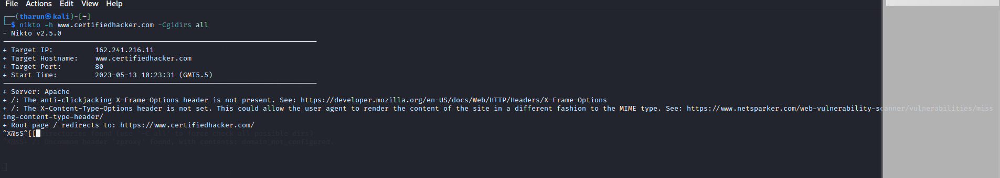 File Actions Edit View Help
┌──(tharun㉿kali)-[~]
└─$ nikto -h www.certifiedhacker.com -Cgidirs all
- Nikto v2.5.0
---------------------------------------------------------------------------
+ Target IP:          162.241.216.11
+ Target Hostname:    www.certifiedhacker.com
+ Target Port:        80
+ Start Time:         2023-05-13 10:23:31 (GMT5.5)
---------------------------------------------------------------------------
+ Server: Apache
+ /: The anti-clickjacking X-Frame-Options header is not present. See: https://developer.mozilla.org/en-US/docs/Web/HTTP/Headers/X-Frame-Options
+ /: The X-Content-Type-Options header is not set. This could allow the user agent to render the content of the site in a different fashion to the MIME type. See: https://www.netsparker.com/web-vulnerability-scanner/vulnerabilities/miss
ing-content-type-header/
+ Root page / redirects to: https://www.certifiedhacker.com/
^X@sS^[[ directories found (use '-C all' to force check all possible dirs)
^X@sS+ /: Uncommon header 'zproxy' found, with contents: domain_not_configured.